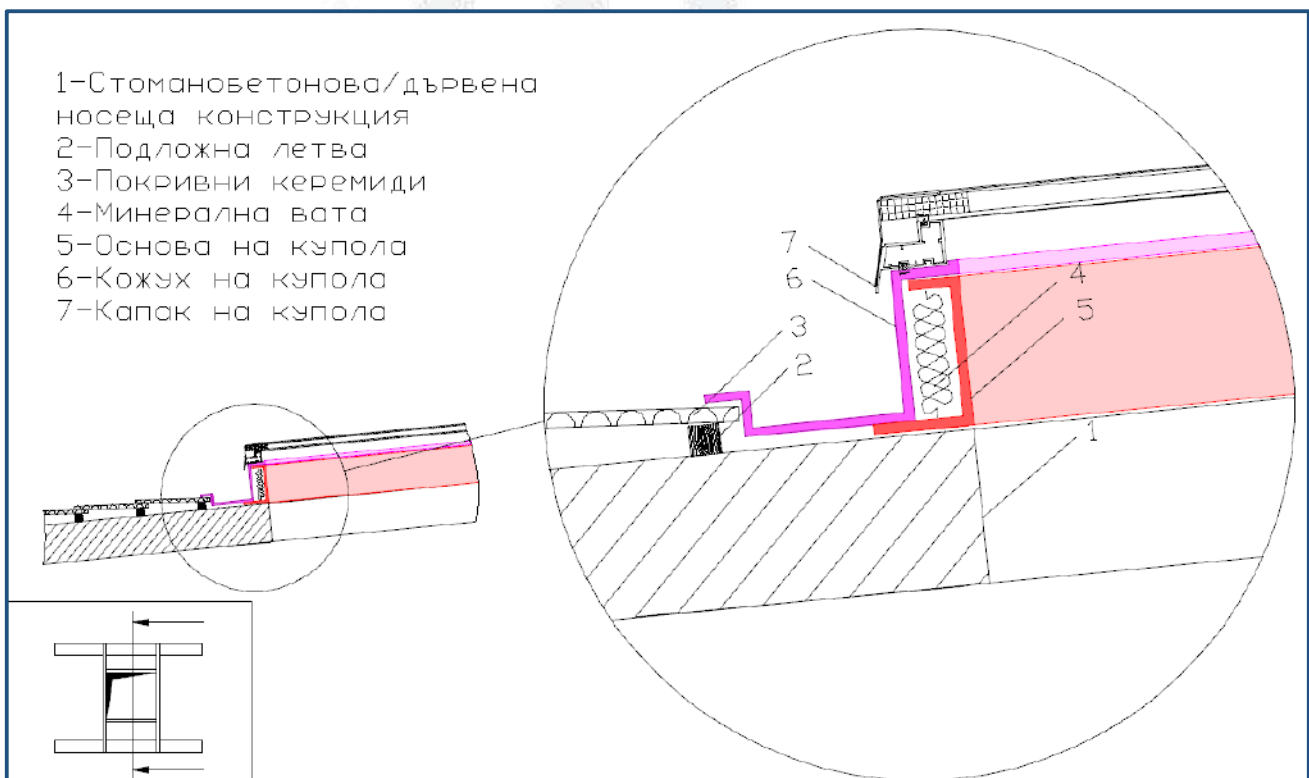 1-Стоманобетонова/дървена
носеща конструкция
2-Подложна летва
3-Покривни керемиди
4-Минерална вата
5-Основа на купола
6-Кожух на купола
7-Капак на купола
7
6
4
5
3
2
1